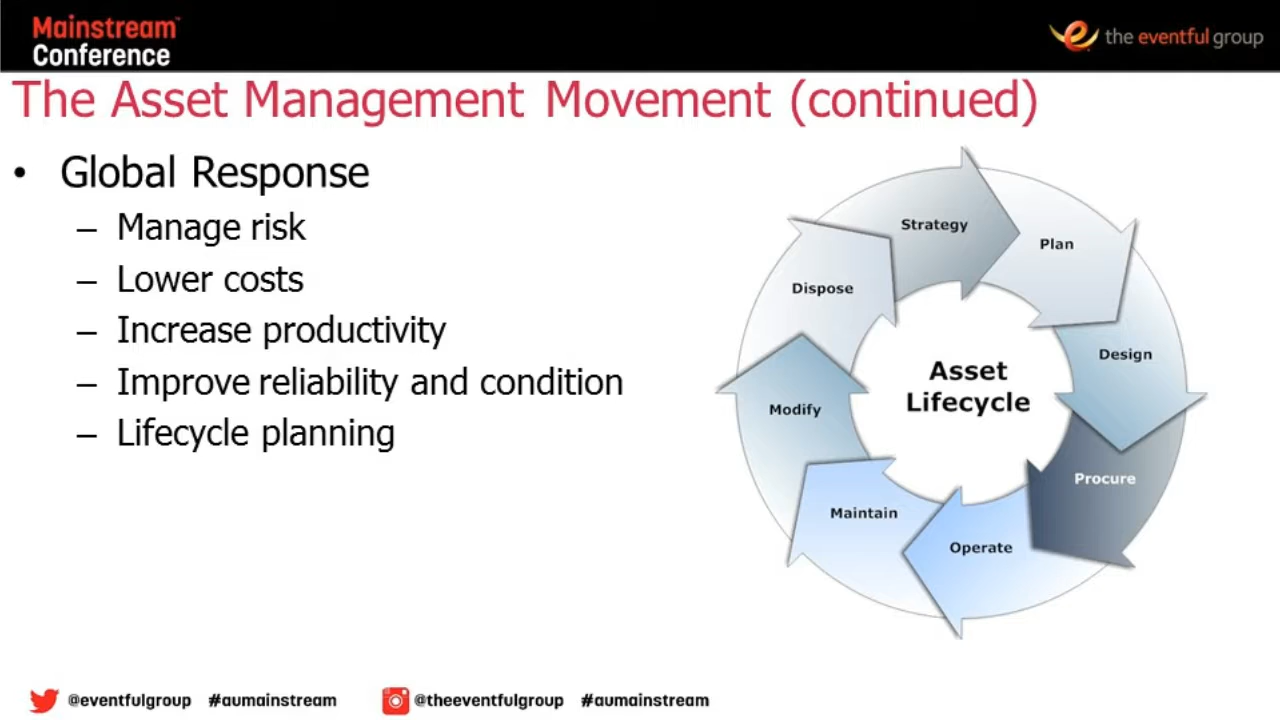 Mainstream™
Conference
the eventful group
The Asset Management Movement (continued)
• Global Response
– Manage risk
– Lower costs
– Increase productivity
– Improve reliability and condition
– Lifecycle planning
Strategy
Plan
Design
Procure
Operate
Maintain
Modify
Dispose
Asset
Lifecycle
@eventfulgroup #aumainstream
@theeventfulgroup #aumainstream